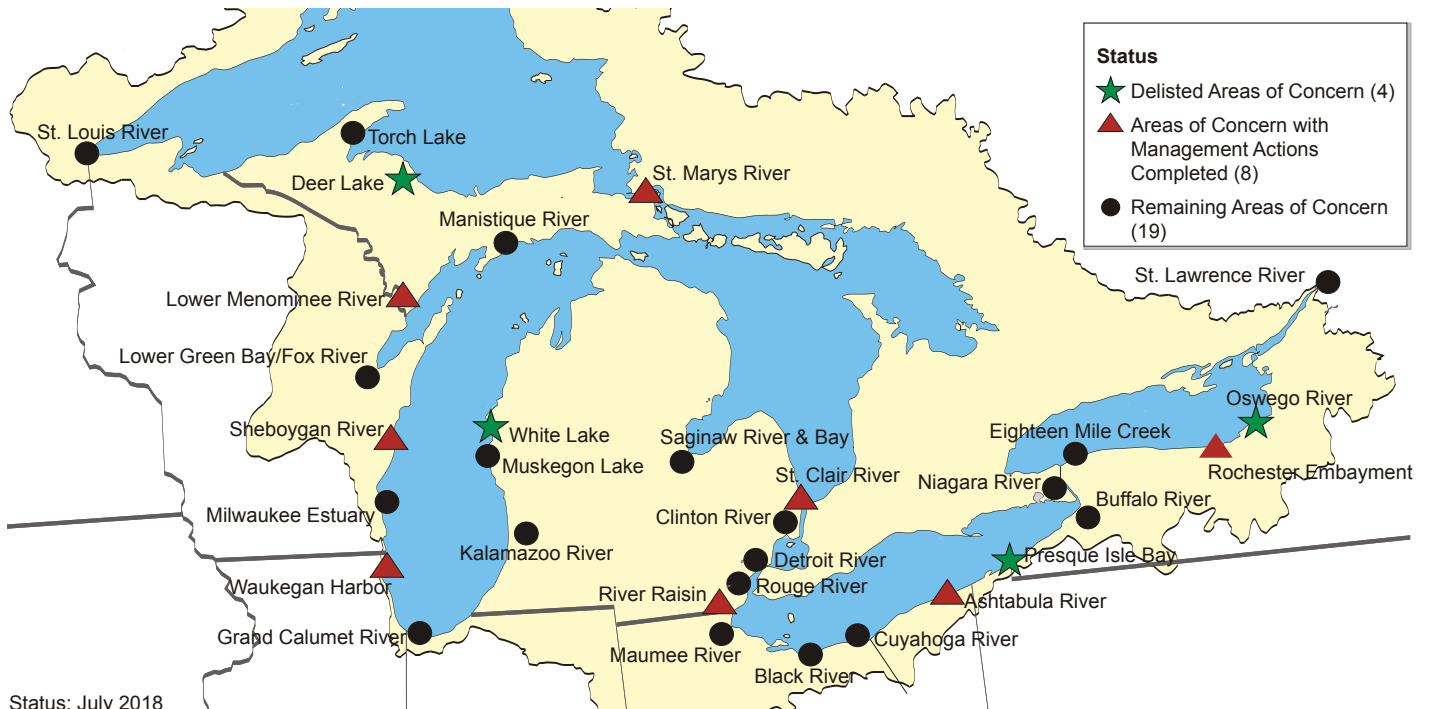 Status
Delisted Areas of Concern (4)
Areas of Concern with
Management Actions
Completed (8)
Remaining Areas of Concern
(19)
St. Louis River
Torch Lake
Deer Lake
St. Marys River
Manistique River
St. Lawrence River
Lower Menominee River
Lower Green Bay/Fox River
Oswego River
Sheboygan River
White Lake
Saginaw River & Bay
Eighteen Mile Creek
Muskegon Lake
Rochester Embayment
St. Clair River
Niagara River
Buffalo River
Milwaukee Estuary
Clinton River
Kalamazoo River
Detroit River
Presque Isle Bay
Waukegan Harbor
Rouge River
River Raisin
Ashtabula River
Grand Calumet River
Cuyahoga River
Maumee River
Black River
Status: July 2018